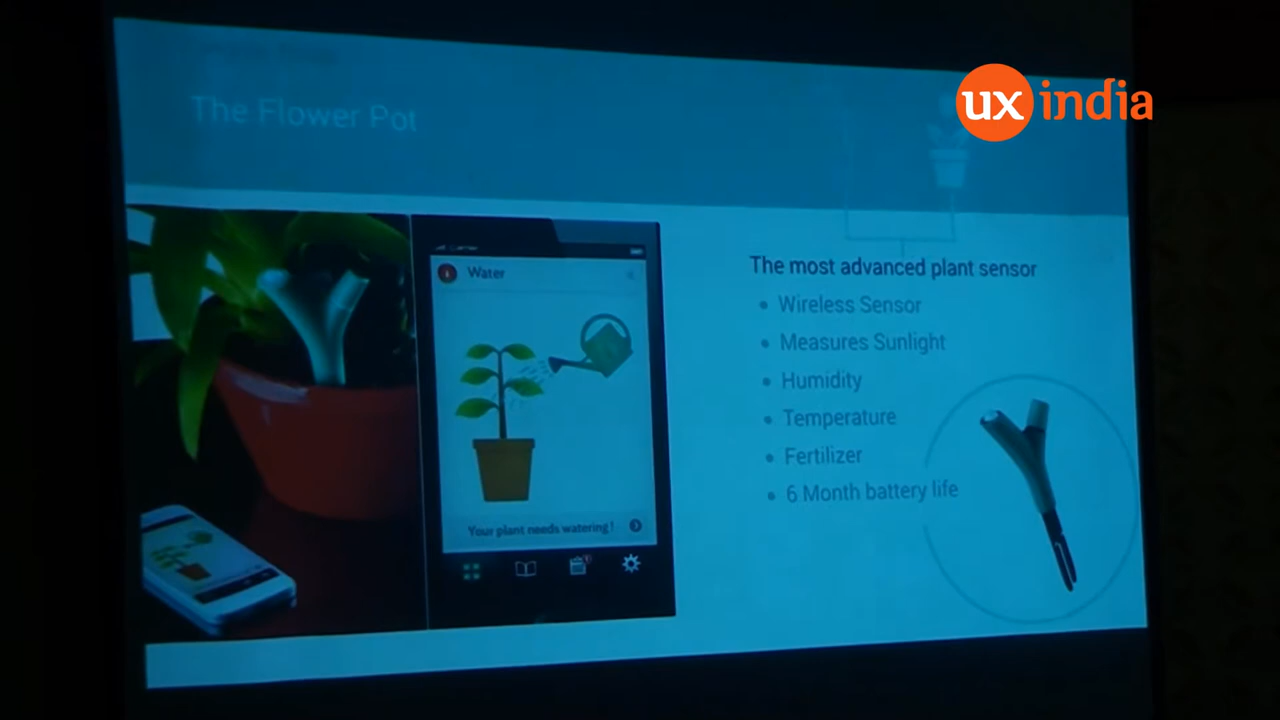 The Flower Pot
ux india
Water
Your plant needs watering!
The most advanced plant sensor
• Wireless Sensor
• Measures Sunlight
• Humidity
• Temperature
• Fertilizer
• 6 Month battery life